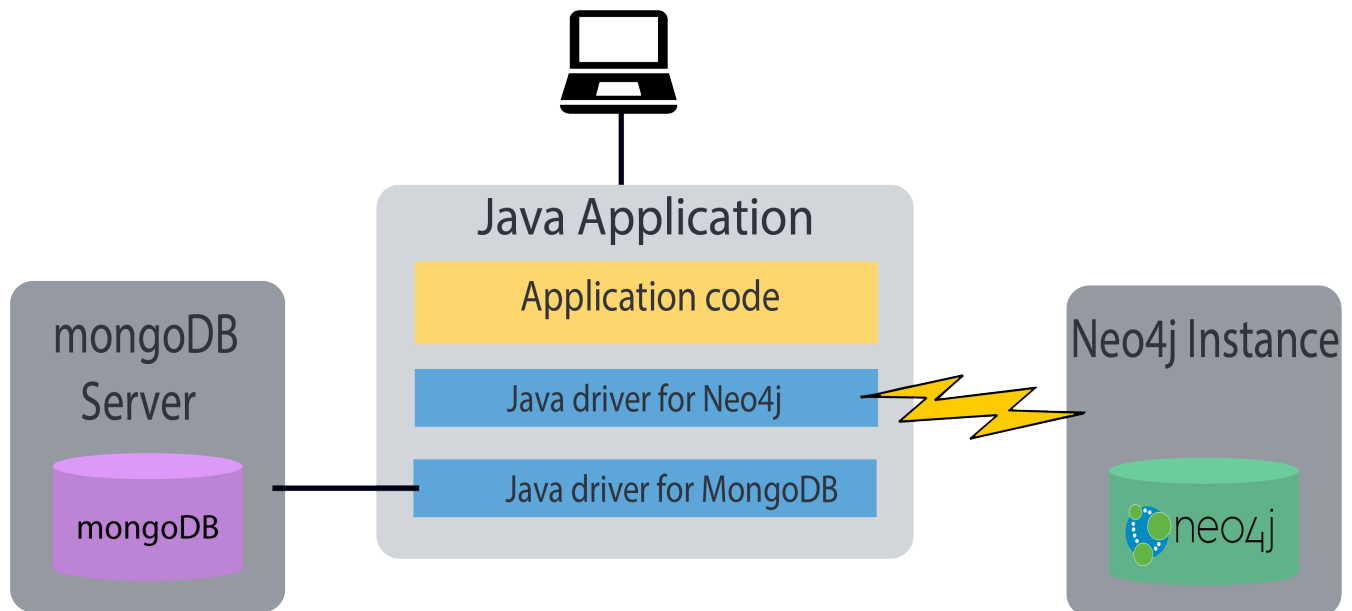 Java Application
Application code
Java driver for Neo4j
Java driver for MongoDB
mongoDB
Server
mongoDB
Neo4j Instance
neo4j